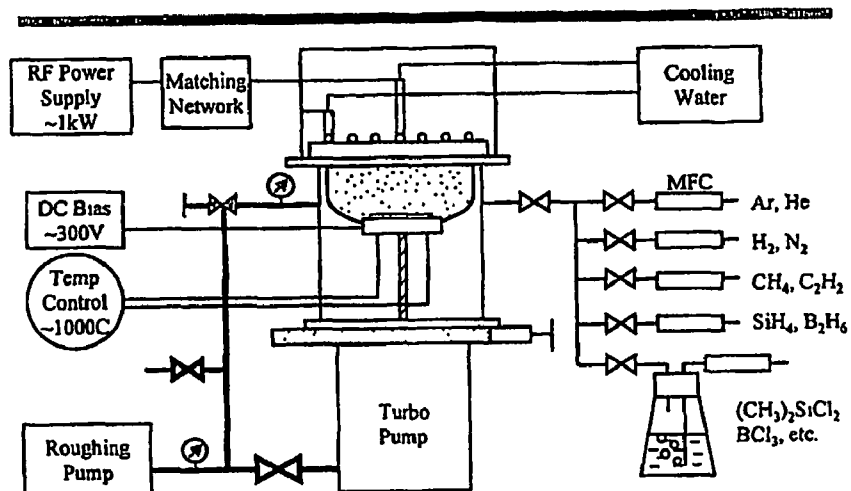 RF Power
Supply
~1kW
Matching
Network
Cooling
Water
DC Bias
~300V
Temp
Control
~1000C
MFC
Ar, He
H₂, N₂
CH₄, C₂H₂
SiH₄, B₂H₆
(CH₃)₂SiCl₂
BCl₃, etc.
Turbo
Pump
Roughing
Pump